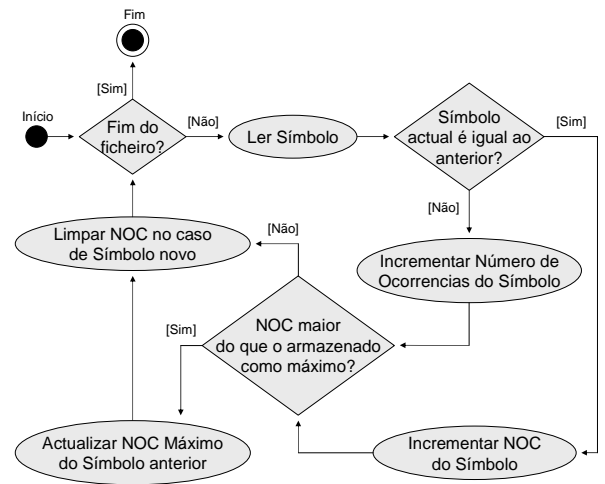 Fim
[Sim]
Início
Fim do
ficheiro?
[Não]
Ler Símbolo
Símbolo
actual é igual ao
anterior?
[Sim]
[Não]
Limpar NOC no caso
de Símbolo novo
[Não]
Incrementar Número de
Ocorrencias do Símbolo
[Sim]
NOC maior
do que o armazenado
como máximo?
Actualizar NOC Máximo
do Símbolo anterior
Incrementar NOC
do Símbolo